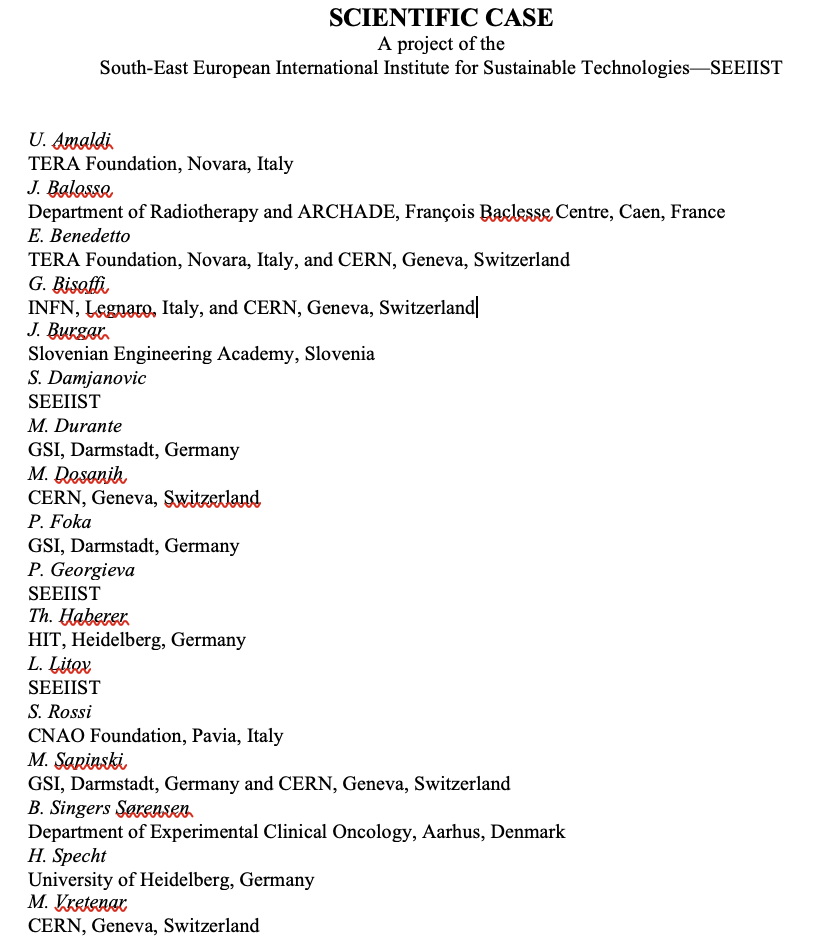 SCIENTIFIC CASE
A project of the
South-East European International Institute for Sustainable Technologies—SEEIIST
U. Amaldi
TERA Foundation, Novara, Italy
J. Balosso
Department of Radiotherapy and ARCHADE, François Baclesse Centre, Caen, France
E. Benedetto
TERA Foundation, Novara, Italy, and CERN, Geneva, Switzerland
G. Bisoffi
INFN, Legnaro, Italy, and CERN, Geneva, Switzerland
J. Burgar
Slovenian Engineering Academy, Slovenia
S. Damjanovic
SEEIIST
M. Durante
GSI, Darmstadt, Germany
M. Dosanjh
CERN, Geneva, Switzerland
P. Foka
GSI, Darmstadt, Germany
P. Georgieva
SEEIIST
Th. Haberer
HIT, Heidelberg, Germany
L. Litov
SEEIIST
S. Rossi
CNAO Foundation, Pavia, Italy
M. Sapinski
GSI, Darmstadt, Germany and CERN, Geneva, Switzerland
B. Singers Sørensen
Department of Experimental Clinical Oncology, Aarhus, Denmark
H. Specht
University of Heidelberg, Germany
M. Vretenar
CERN, Geneva, Switzerland